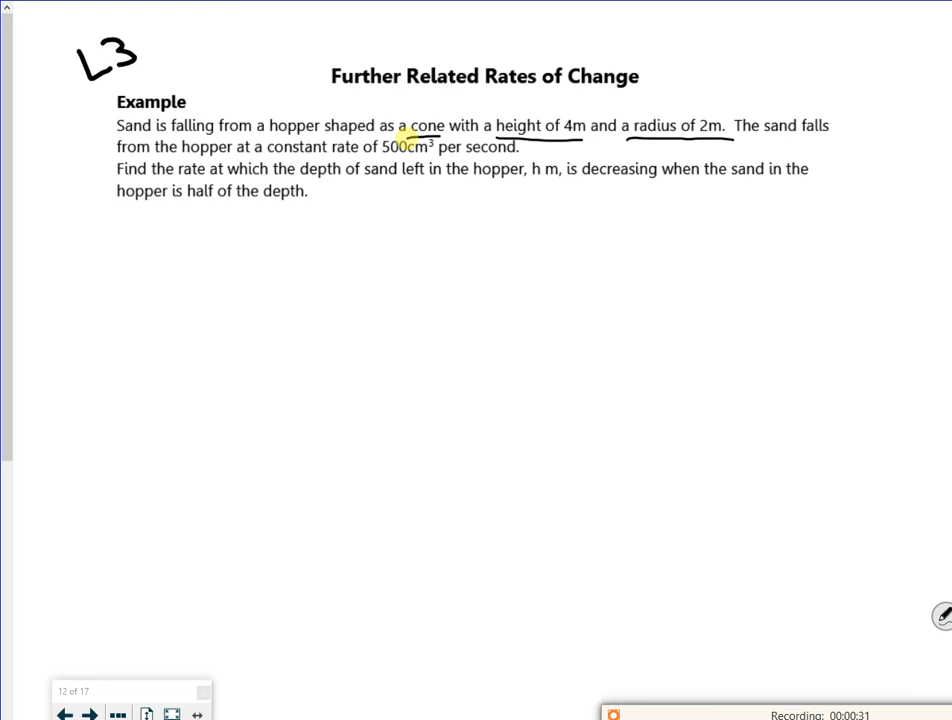 L3
Further Related Rates of Change
Example
Sand is falling from a hopper shaped as a cone with a height of 4m and a radius of 2m. The sand falls
from the hopper at a constant rate of 500cm³ per second.
Find the rate at which the depth of sand left in the hopper, h m, is decreasing when the sand in the
hopper is half of the depth.
12 of 17
Recording: 00:00:31